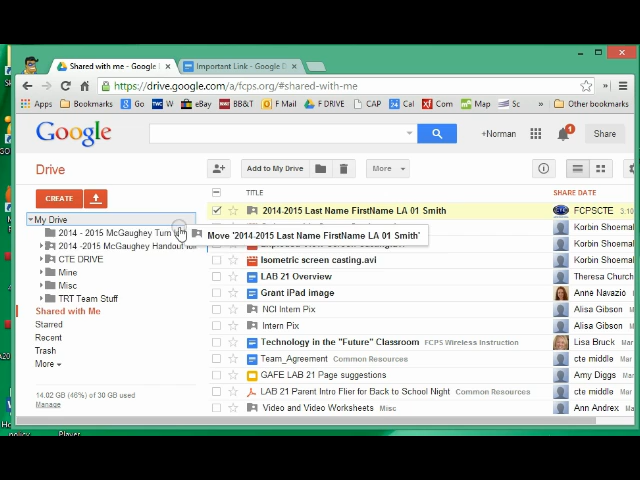 Shared with me - Google
Important Link - Google D
https://drive.google.com/a/fcps.org/#shared-with-me
Apps Bookmarks Go TWC W eBay BB&T F Mail F DRIVE CAP Cal Com Map Sc » Other bookmarks
Google
+Norman
1
Share
Drive
Add to My Drive
More
CREATE
TITLE
SHARE DATE
My Drive
2014-2015 Last Name FirstName LA 01 Smith
FCPSCTE
2014 - 2015 McGaughey Turn
Move '2014-2015 Last Name FirstName LA 01 Smith'
Korbin Shoemak
2014 -2015 McGaughey Handout
Korbin Shoemak
CTE DRIVE
Isometric screen casting.avi
Korbin Shoemak
Mine
LAB 21 Overview
Theresa Church
Misc
Grant iPad image
Anne Navazio
TRT Team Stuff
NCI Intern Pix
Alisa Gibson
Shared with Me
Intern Pix
Alisa Gibson
Starred
Technology in the "Future" Classroom FCPS Wireless Instruction
Lisa Bruck
Recent
Team_Agreement Common Resources
cte middle
Trash
GAFE LAB 21 Page suggestions
Amy Diggs
More
LAB 21 Parent Intro Flier for Back to School Night Common Resources
cte middle
14.02 GB (46%) of 30 GB used
Manage
Video and Video Worksheets Misc
Ann Andrex
Player